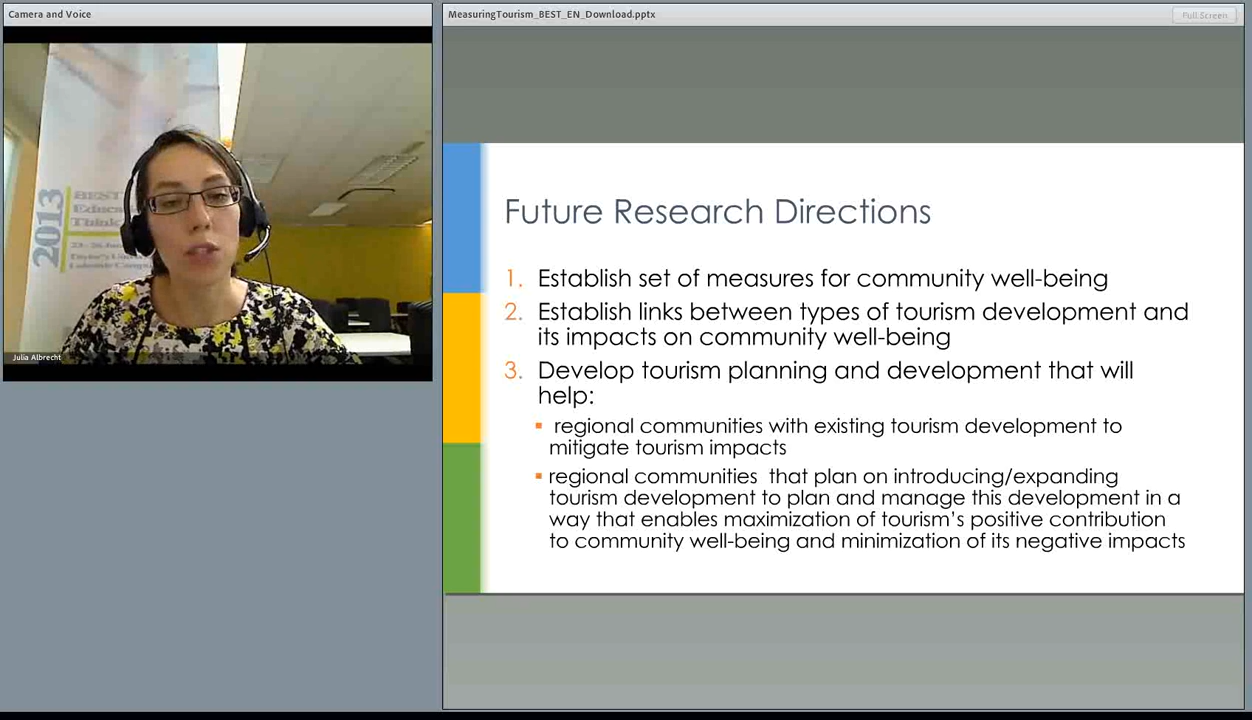 Camera and Voice
MeasuringTourism_BEST_EN_Download.pptx
Full Screen
2013
BEST
Educa
Think
Julia Albrecht
Future Research Directions
1. Establish set of measures for community well-being
2. Establish links between types of tourism development and
its impacts on community well-being
3. Develop tourism planning and development that will
help:
▪ regional communities with existing tourism development to
mitigate tourism impacts
▪ regional communities that plan on introducing/expanding
tourism development to plan and manage this development in a
way that enables maximization of tourism's positive contribution
to community well-being and minimization of its negative impacts